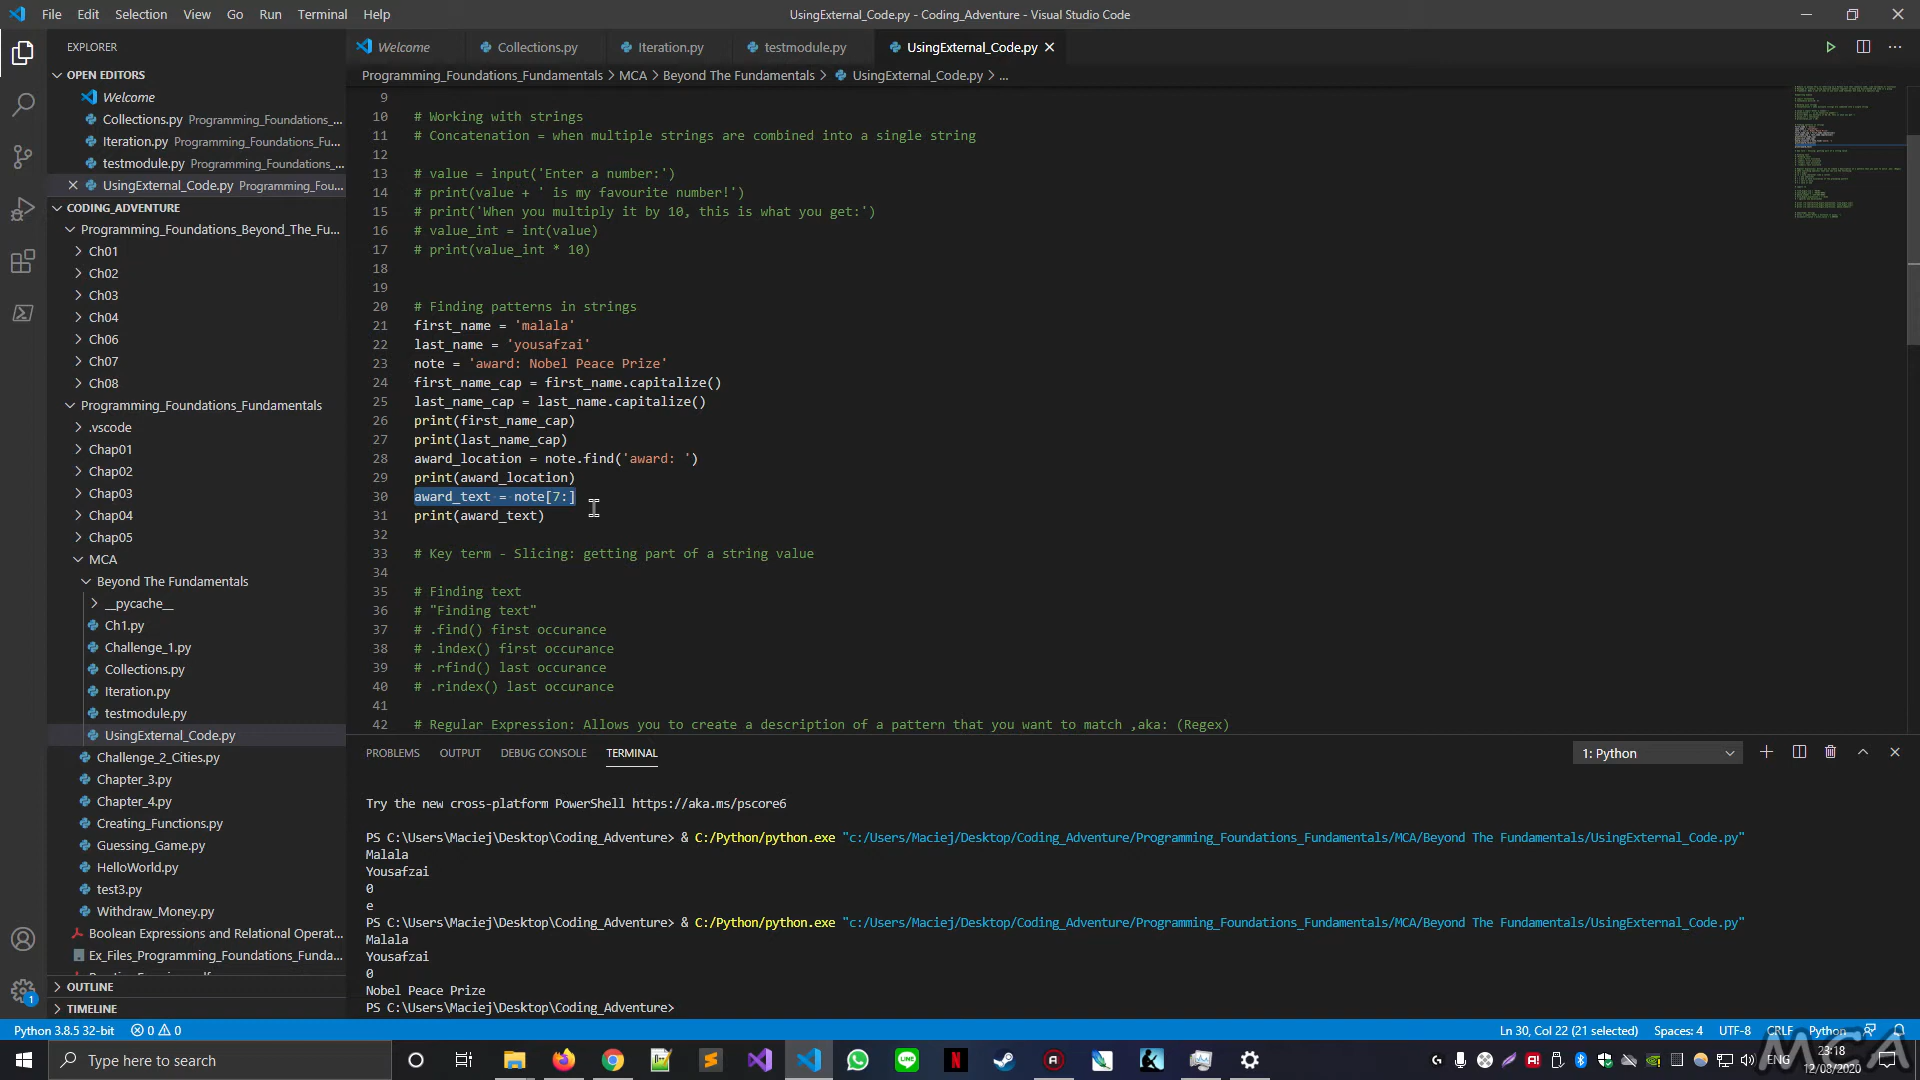 File Edit Selection View Go Run Terminal Help
UsingExternal_Code.py - Coding_Adventure - Visual Studio Code
EXPLORER
OPEN EDITORS
Welcome
Collections.py Programming_Foundations_...
Iteration.py Programming_Foundations_Fu...
testmodule.py Programming_Foundations_...
UsingExternal_Code.py Programming_Fou...
CODING_ADVENTURE
Programming_Foundations_Beyond_The_Fu...
Ch01
Ch02
Ch03
Ch04
Ch06
Ch07
Ch08
Programming_Foundations_Fundamentals
.vscode
Chap01
Chap02
Chap03
Chap04
Chap05
MCA
Beyond The Fundamentals
__pycache__
Ch1.py
Challenge_1.py
Collections.py
Iteration.py
testmodule.py
UsingExternal_Code.py
Challenge_2_Cities.py
Chapter_3.py
Chapter_4.py
Creating_Functions.py
Guessing_Game.py
HelloWorld.py
test3.py
Withdraw_Money.py
Boolean Expressions and Relational Operat...
Ex_Files_Programming_Foundations_Funda...
OUTLINE
TIMELINE
Welcome Collections.py Iteration.py testmodule.py UsingExternal_Code.py
Programming_Foundations_Fundamentals > MCA > Beyond The Fundamentals > UsingExternal_Code.py > ...
9
10 # Working with strings
11 # Concatenation = when multiple strings are combined into a single string
12
13 # value = input('Enter a number:')
14 # print(value + ' is my favourite number!')
15 # print('When you multiply it by 10, this is what you get:')
16 # value_int = int(value)
17 # print(value_int * 10)
18
19
20 # Finding patterns in strings
21 first_name = 'malala'
22 last_name = 'yousafzai'
23 note = 'award: Nobel Peace Prize'
24 first_name_cap = first_name.capitalize()
25 last_name_cap = last_name.capitalize()
26 print(first_name_cap)
27 print(last_name_cap)
28 award_location = note.find('award: ')
29 print(award_location)
30 award_text = note[7:]
31 print(award_text)
32
33 # Key term - Slicing: getting part of a string value
34
35 # Finding text
36 # "Finding text"
37 # .find() first occurance
38 # .index() first occurance
39 # .rfind() last occurance
40 # .rindex() last occurance
41
42 # Regular Expression: Allows you to create a description of a pattern that you want to match ,aka: (Regex)
PROBLEMS OUTPUT DEBUG CONSOLE TERMINAL
1: Python
Try the new cross-platform PowerShell https://aka.ms/pscore6
PS C:\Users\Maciej\Desktop\Coding_Adventure> & C:/Python/python.exe "c:/Users/Maciej/Desktop/Coding_Adventure/Programming_Foundations_Fundamentals/MCA/Beyond The Fundamentals/UsingExternal_Code.py"
Malala
Yousafzai
0
e
PS C:\Users\Maciej\Desktop\Coding_Adventure> & C:/Python/python.exe "c:/Users/Maciej/Desktop/Coding_Adventure/Programming_Foundations_Fundamentals/MCA/Beyond The Fundamentals/UsingExternal_Code.py"
Malala
Yousafzai
0
Nobel Peace Prize
PS C:\Users\Maciej\Desktop\Coding_Adventure>
1
Python 3.8.5 32-bit 0 0
Ln 30, Col 22 (21 selected) Spaces: 4 UTF-8 CRLF Python
Type here to search
LINE
N
ENG
23:18
12/08/2020
MCA